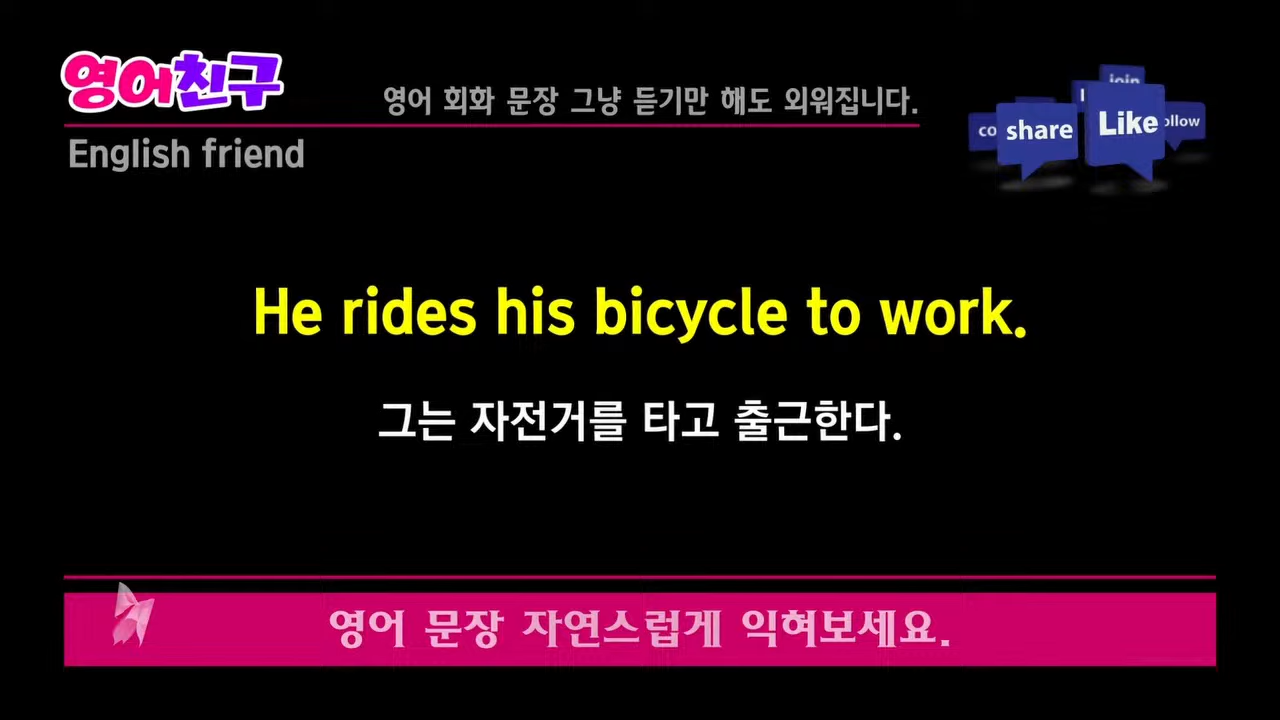 영어친구
영어 회화 문장 그냥 듣기만 해도 외워집니다.
English friend
join
share
Like
He rides his bicycle to work.
그는 자전거를 타고 출근한다.
영어 문장 자연스럽게 익혀보세요.